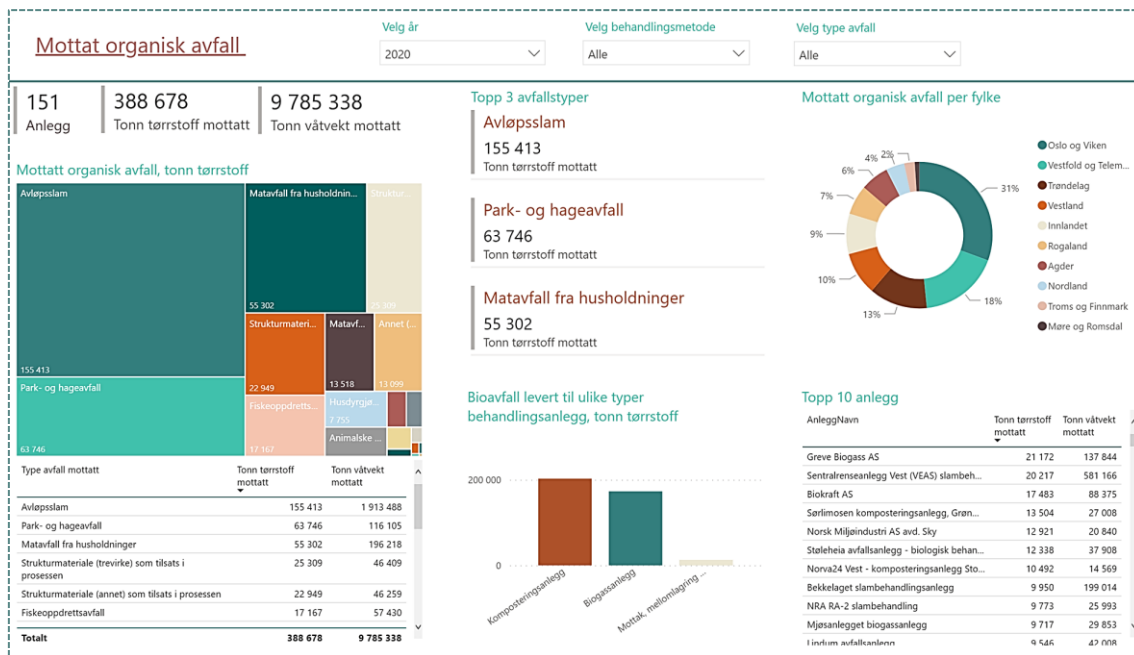 Mottat organisk avfall
Velg år
2020
Velg behandlingsmetode
Alle
Velg type avfall
Alle
151
Anlegg
388 678
Tonn tørrstoff mottatt
9 785 338
Tonn våtvekt mottatt
Mottatt organisk avfall, tonn tørrstoff
Avløpsslam
155 413
Park- og hageavfall
63 746
Matavfall fra husholdnin...
55 302
Struktur...
25 309
Strukturmateri...
22 949
Matavf...
13 518
Annet (...
13 099
Fiskeoppdretts...
17 167
Husdyrgjø...
7 755
Animalske ...
Type avfall mottatt Tonn tørrstoff mottatt Tonn våtvekt mottatt
Avløpsslam 155 413 1 913 488
Park- og hageavfall 63 746 116 105
Matavfall fra husholdninger 55 302 196 218
Strukturmateriale (trevirke) som tilsats i prosessen 25 309 46 409
Strukturmateriale (annet) som tilsats i prosessen 22 949 46 259
Fiskeoppdrettsavfall 17 167 57 430
Totalt 388 678 9 785 338
Topp 3 avfallstyper
Avløpsslam
155 413
Tonn tørrstoff mottatt
Park- og hageavfall
63 746
Tonn tørrstoff mottatt
Matavfall fra husholdninger
55 302
Tonn tørrstoff mottatt
Bioavfall levert til ulike typer
behandlingsanlegg, tonn tørrstoff
200 000
0
Komposteringsanlegg
Biogassanlegg
Mottak, mellomlagring ...
Mottatt organisk avfall per fylke
31%
18%
13%
10%
9%
7%
6%
4%
2%
Oslo og Viken
Vestfold og Telem...
Trøndelag
Vestland
Innlandet
Rogaland
Agder
Nordland
Troms og Finnmark
Møre og Romsdal
Topp 10 anlegg
AnleggNavn Tonn tørrstoff mottatt Tonn våtvekt mottatt
Greve Biogass AS 21 172 137 844
Sentralrenseanlegg Vest (VEAS) slambeh... 20 217 581 166
Biokraft AS 17 483 88 375
Sørlimosen komposteringsanlegg, Grøn... 13 504 27 008
Norsk Miljøindustri AS avd. Sky 12 921 20 840
Støleheia avfallsanlegg - biologisk behan... 12 338 37 908
Norva24 Vest - komposteringsanlegg Sto... 10 492 14 569
Bekkelaget slambehandlingsanlegg 9 950 199 014
NRA RA-2 slambehandling 9 773 25 993
Mjøsanlegget biogassanlegg 9 717 29 853
Lindum avfallsanlegg 9 546 42 008